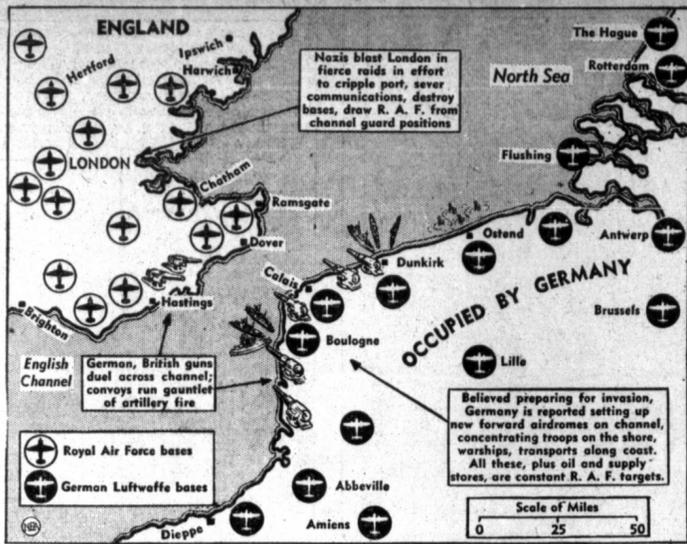 ENGLAND
Ipswich
Harwich
Hertford
Nazis blast London in
fierce raids in effort
to cripple port, sever
communications, destroy
bases, draw R. A. F. from
channel guard positions
North Sea
The Hague
Rotterdam
LONDON
Flushing
Chatham
Ramsgate
Dover
Ostend
Antwerp
Dunkirk
Calais
Hastings
Brighton
OCCUPIED BY GERMANY
Brussels
Boulogne
Lille
English
Channel
German, British guns
duel across channel;
convoys run gauntlet
of artillery fire
Believed preparing for invasion,
Germany is reported setting up
new forward airdromes on channel,
concentrating troops on the shore,
warships, transports along coast.
All these, plus oil and supply
stores, are constant R. A. F. targets.
Royal Air Force bases
German Luftwaffe bases
Abbeville
Amiens
Dieppe
NEA
Scale of Miles
0 25 50